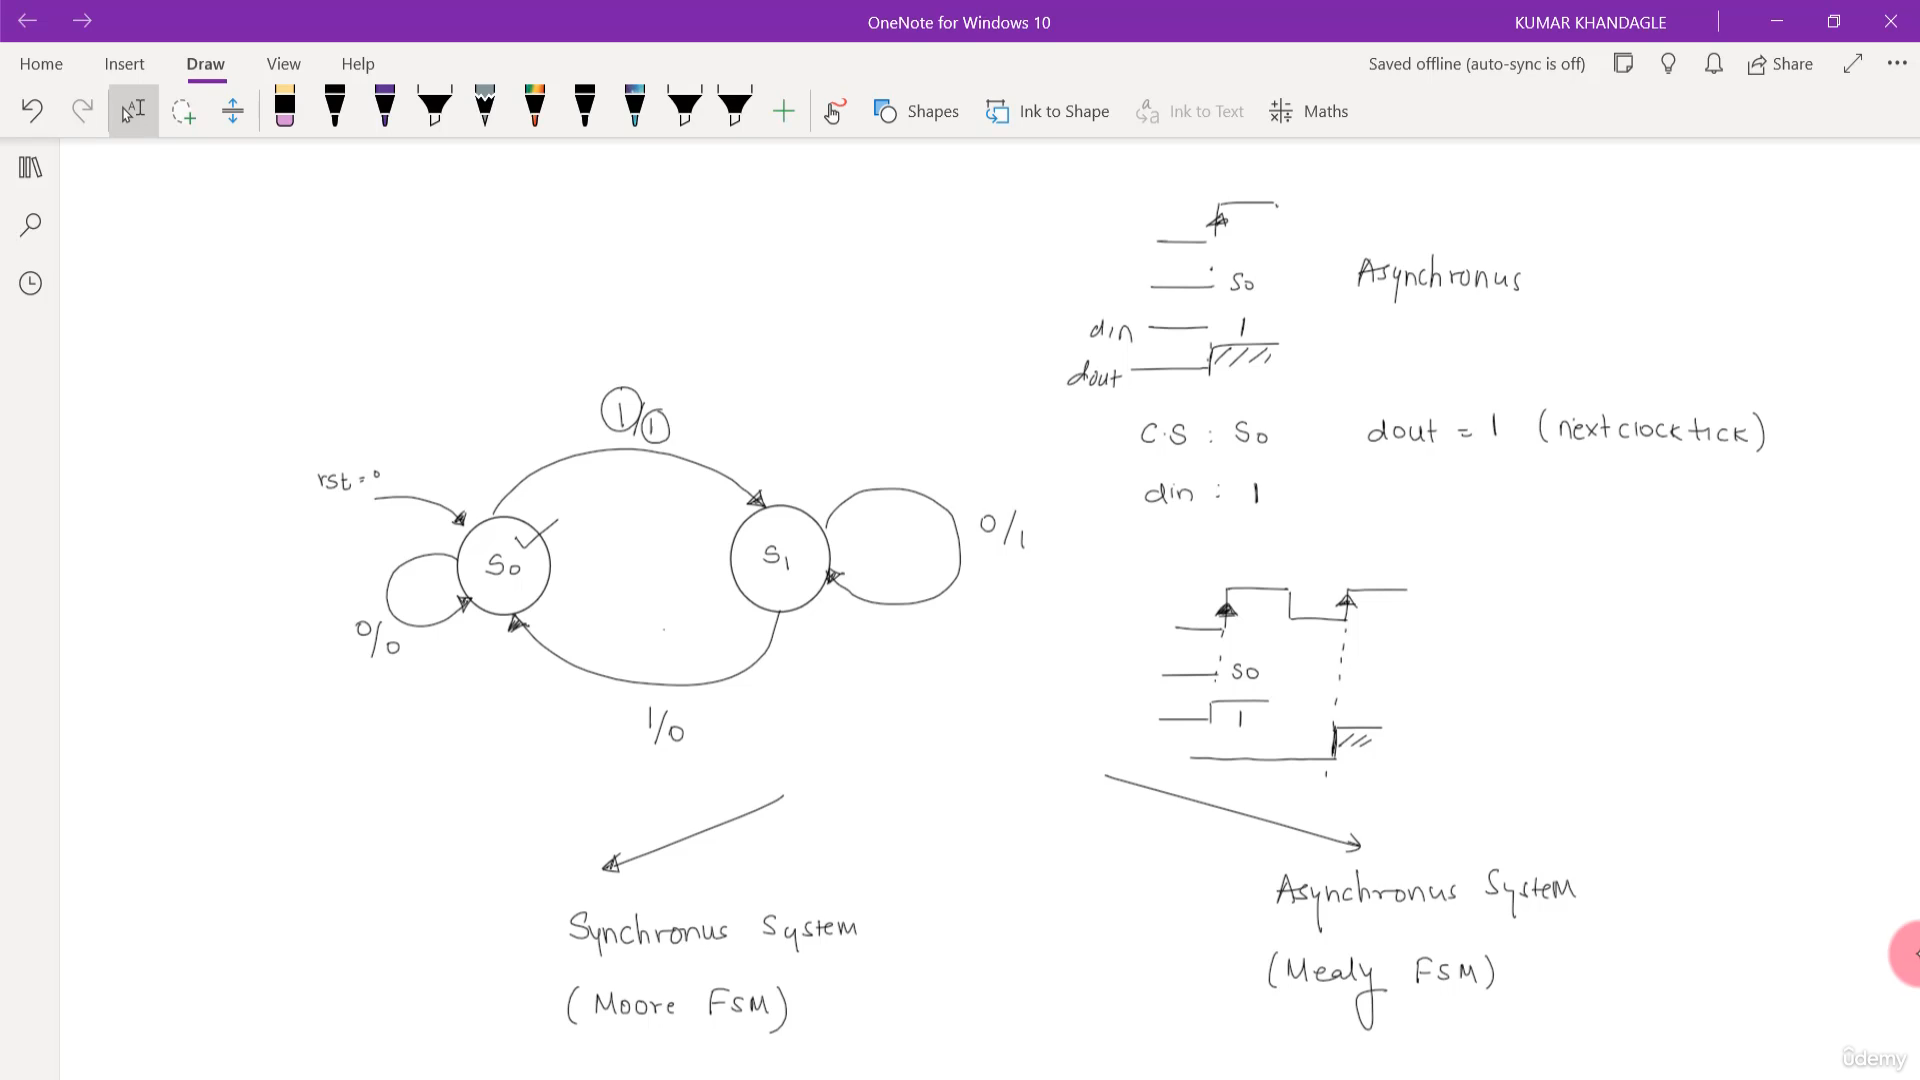 OneNote for Windows 10
KUMAR KHANDAGLE
Home Insert Draw View Help
Saved offline (auto-sync is off)
Share
Shapes
Ink to Shape
Ink to Text
Maths
So
Asynchronus
din
1
dout
1/1
C.S : So
dout = 1 (next clock tick)
rst = 0
din : 1
So
S1
0/1
0/0
1/0
So
1
Synchronus System
(Moore FSM)
Asynchronus System
(Mealy FSM)
ûdemy